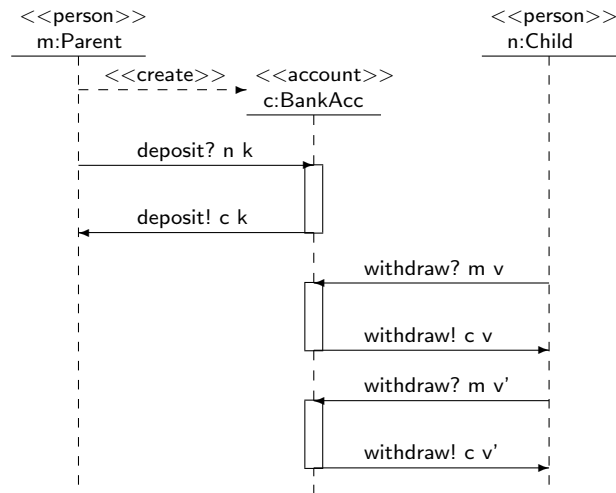 <<person>>
m:Parent
<<person>>
n:Child
<<create>>
<<account>>
c:BankAcc
deposit? n k
deposit! c k
withdraw? m v
withdraw! c v
withdraw? m v'
withdraw! c v'